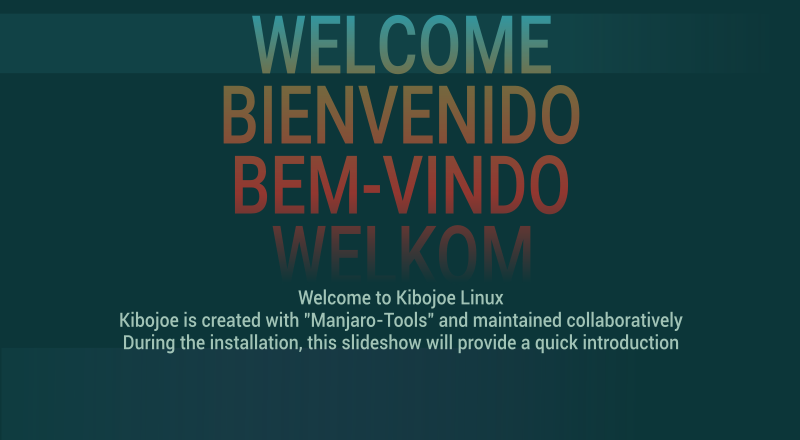 WELCOME
BIENVENIDO
BEM-VINDO
WELKOM
Welcome to Kibojoe Linux
Kibojoe is created with "Manjaro-Tools" and maintained collaboratively
During the installation, this slideshow will provide a quick introduction